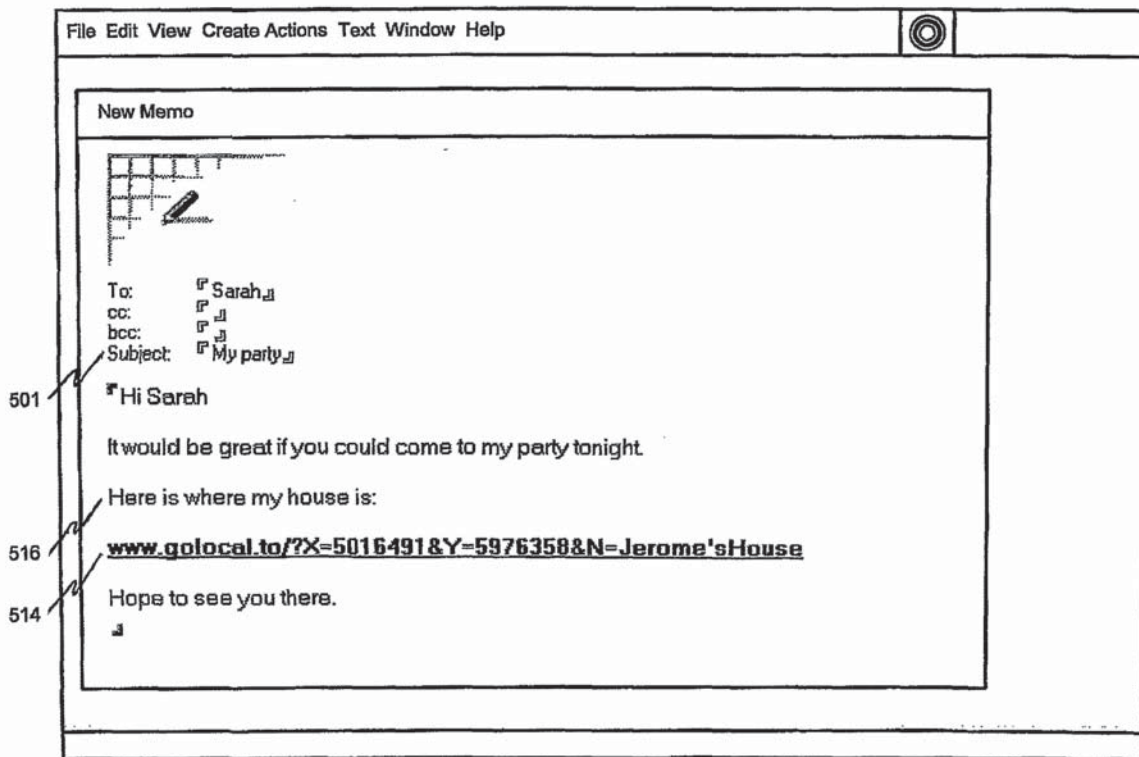 File Edit View Create Actions Text Window Help
New Memo
To: Sarah
cc:
bcc:
Subject: My party
501
Hi Sarah
It would be great if you could come to my party tonight.
Here is where my house is:
516
www.golocal.to/?X=5016491&Y=5976358&N=Jerome'sHouse
514
Hope to see you there.